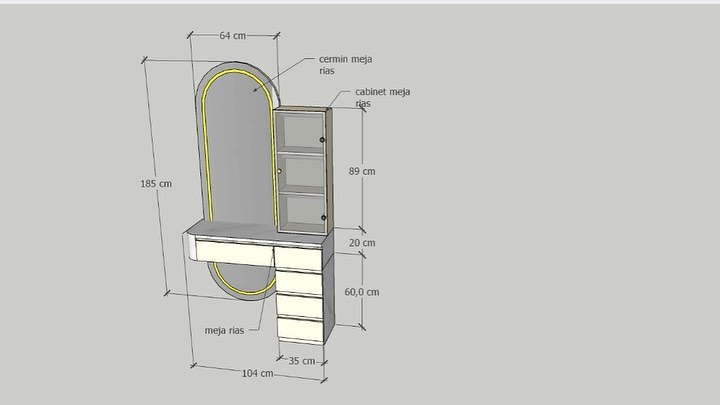 64 cm
cermin meja
rias
cabinet meja
rias
185 cm
89 cm
20 cm
60,0 cm
meja rias
35 cm
104 cm